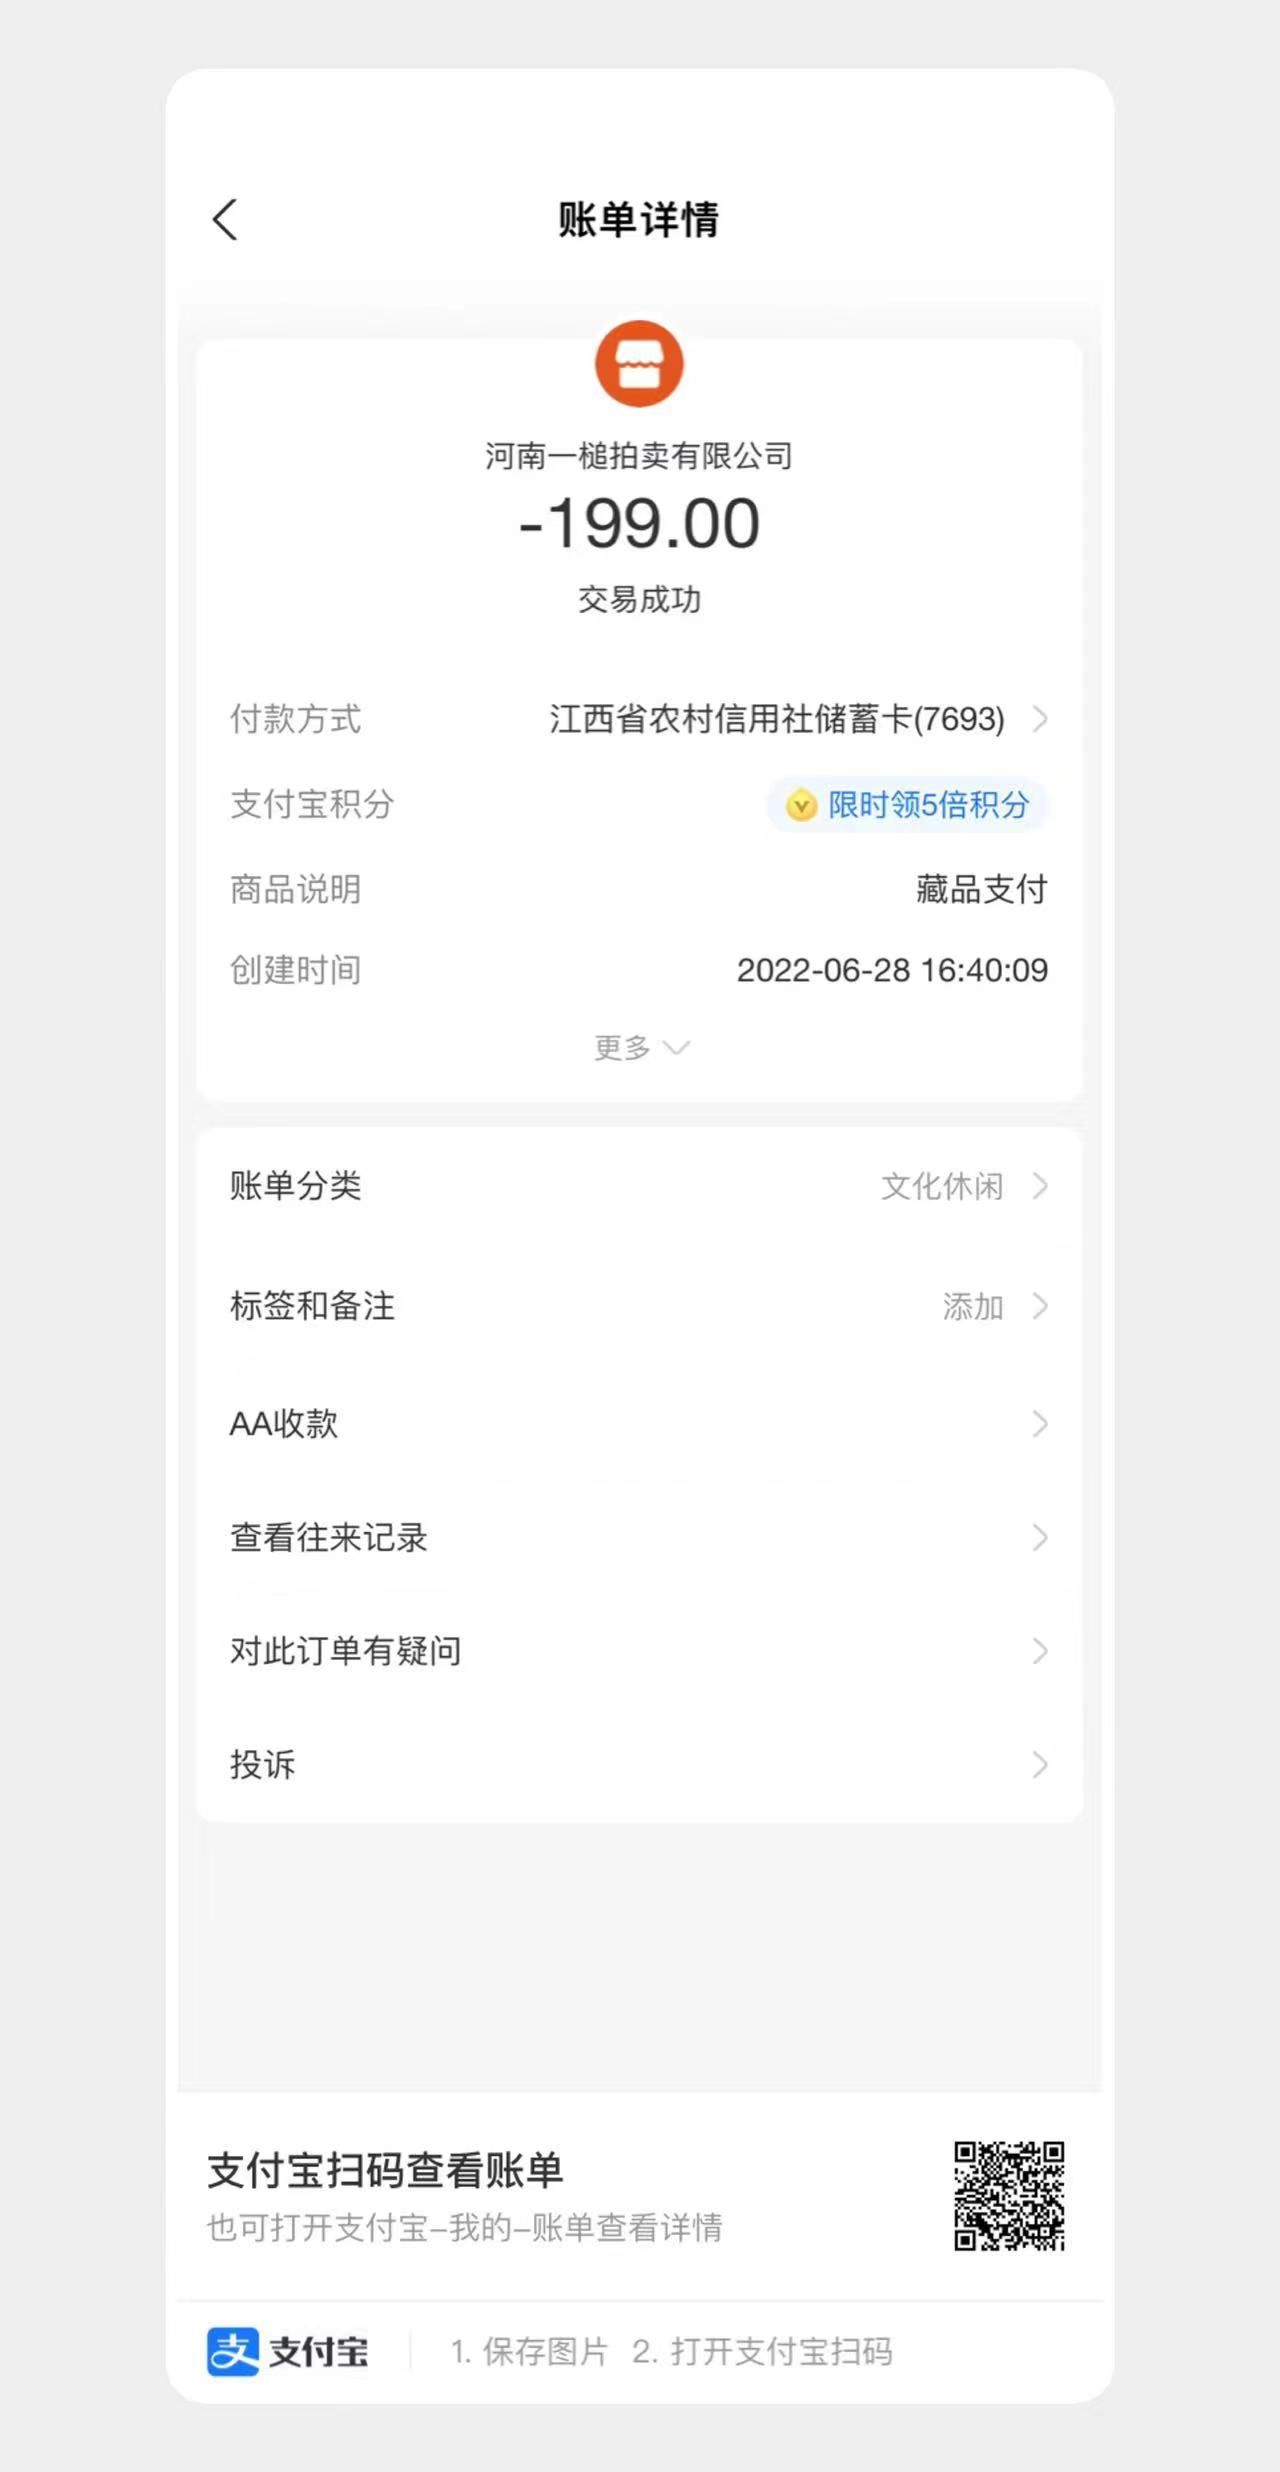 账单详情
河南一槌拍卖有限公司
-199.00
交易成功
付款方式 江西省农村信用社储蓄卡(7693)
支付宝积分 限时领5倍积分
商品说明 藏品支付
创建时间 2022-06-28 16:40:09
更多
账单分类 文化休闲
标签和备注 添加
AA收款
查看往来记录
对此订单有疑问
投诉
支付宝扫码查看账单
也可打开支付宝–我的–账单查看详情
支 支付宝 1. 保存图片 2. 打开支付宝扫码